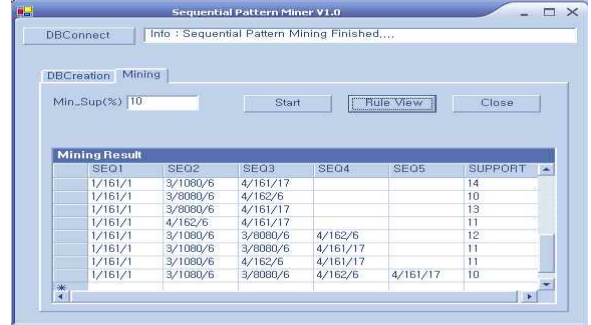 Sequential Pattern Miner V1.0
DBConnect Info : Sequential Pattern Mining Finished,...
DBCreation Mining
Min_Sup(%) 10 Start Rule View Close
Mining Result
SEQ1 SEQ2 SEQ3 SEQ4 SEQ5 SUPPORT
1/161/1 3/1080/6 4/161/17 14
1/161/1 3/8080/6 4/162/6 10
1/161/1 3/8080/6 4/161/17 13
1/161/1 4/162/6 4/161/17 11
1/161/1 3/1080/6 3/8080/6 4/162/6 12
1/161/1 3/1080/6 3/8080/6 4/161/17 11
1/161/1 3/1080/6 4/162/6 4/161/17 11
1/161/1 3/1080/6 3/8080/6 4/162/6 4/161/17 10